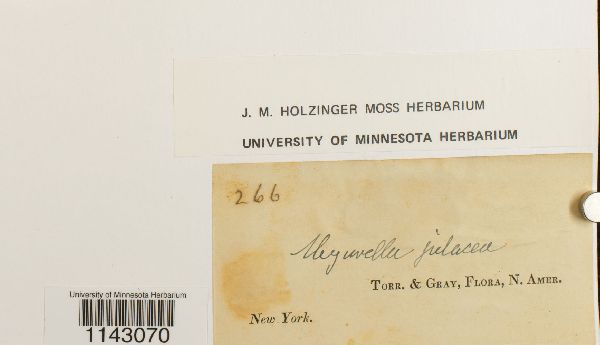 J. M. HOLZINGER MOSS HERBARIUM
UNIVERSITY OF MINNESOTA HERBARIUM
266
julacea
TORR. & GRAY, FLORA, N. AMER.
New York.
University of Minnesota Herbarium
1143070